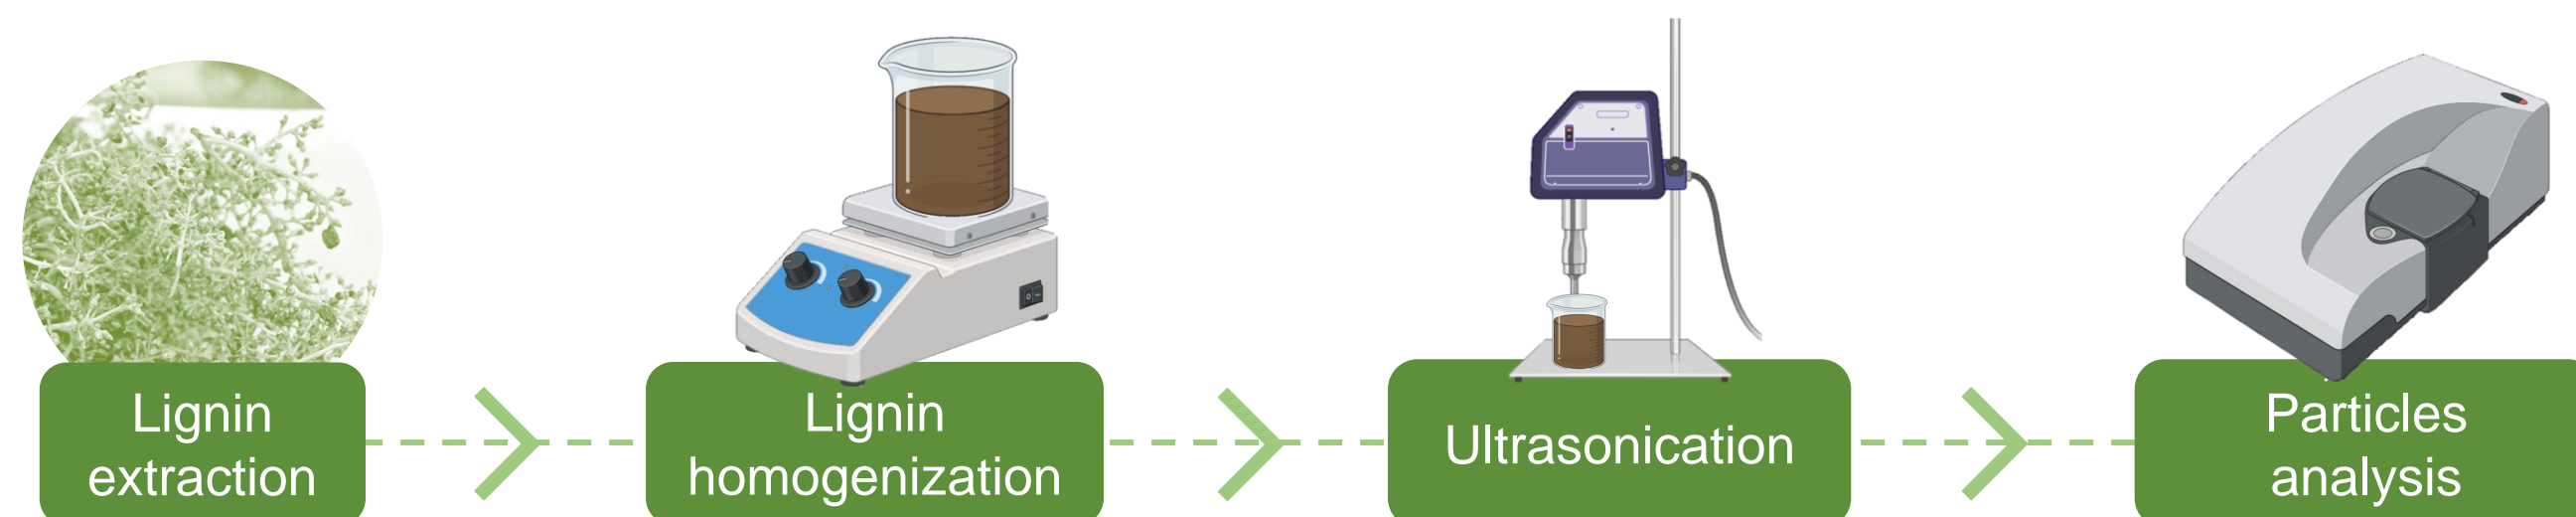 Lignin
extraction
Lignin
homogenization
Ultrasonication
Particles
analysis